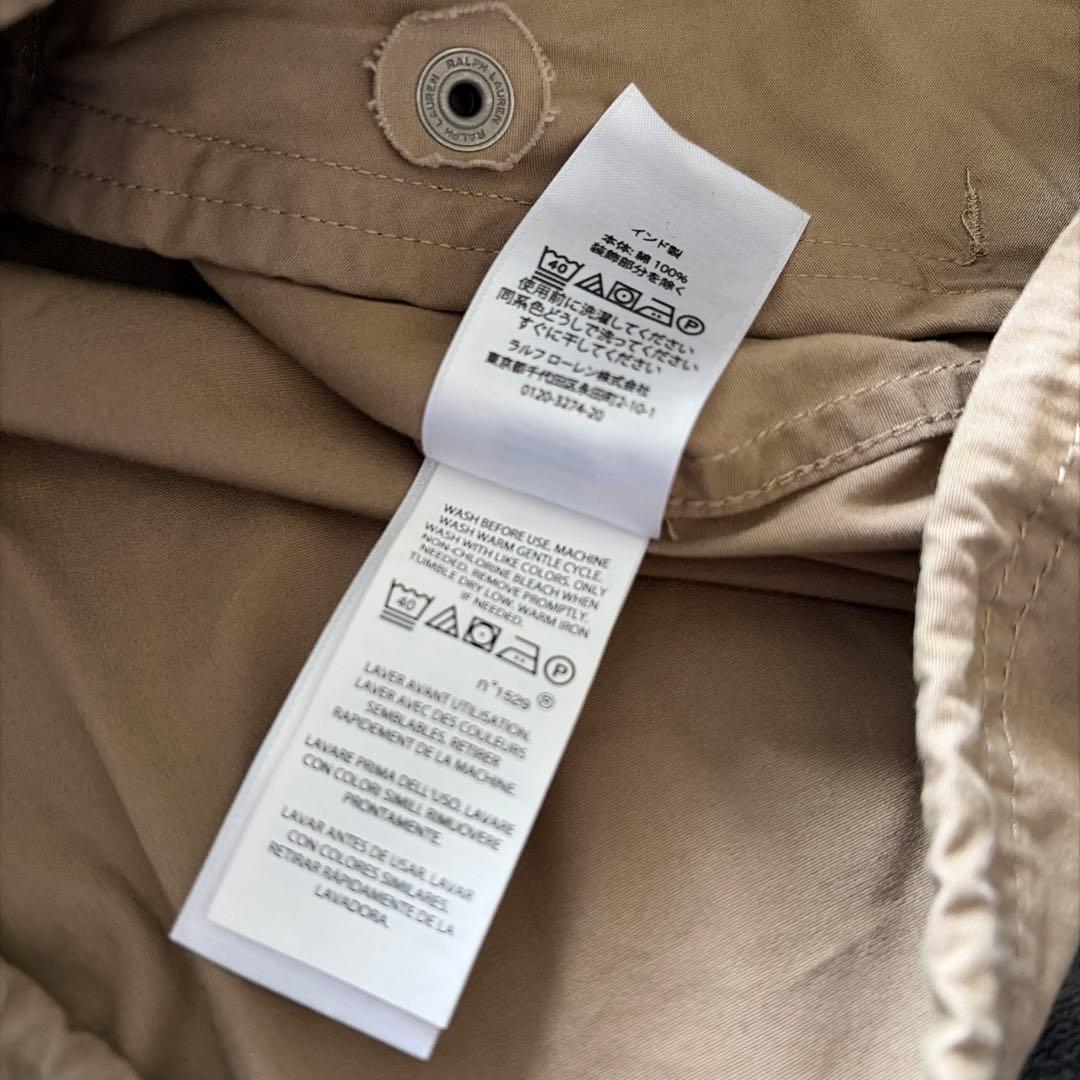 RALPH LAUREN RALPH LAUREN
インド製
本体: 綿 100%
装飾部分を除く
40
P
使用前に洗濯してください
同系色どうしで洗ってください
すぐに干してください
ラルフ ローレン株式会社
東京都千代田区永田町2-10-1
0120-3274-20
WASH BEFORE USE. MACHINE
WASH WARM GENTLE CYCLE.
WASH WITH LIKE COLORS. ONLY
NON-CHLORINE BLEACH WHEN
NEEDED. REMOVE PROMPTLY.
TUMBLE DRY LOW. WARM IRON
IF NEEDED.
40
P
n°1529 ®
LAVER AVANT UTILISATION.
LAVER AVEC DES COULEURS
SEMBLABLES. RETIRER
RAPIDEMENT DE LA MACHINE.
LAVARE PRIMA DELL'USO. LAVARE
CON COLORI SIMILI. RIMUOVERE
PRONTAMENTE.
LAVAR ANTES DE USAR. LAVAR
CON COLORES SIMILARES.
RETIRAR RAPIDAMENTE DE LA
LAVADORA.